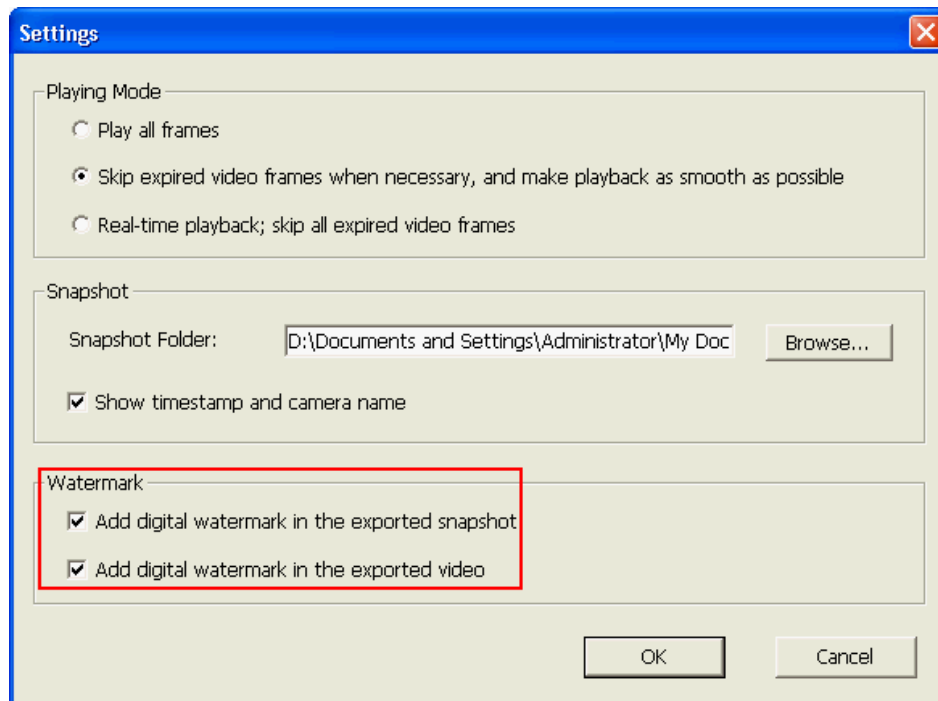 Settings
Playing Mode
Play all frames
Skip expired video frames when necessary, and make playback as smooth as possible
Real-time playback; skip all expired video frames
Snapshot
Snapshot Folder: D:\Documents and Settings\Administrator\My Doc Browse...
Show timestamp and camera name
Watermark
Add digital watermark in the exported snapshot
Add digital watermark in the exported video
OK Cancel